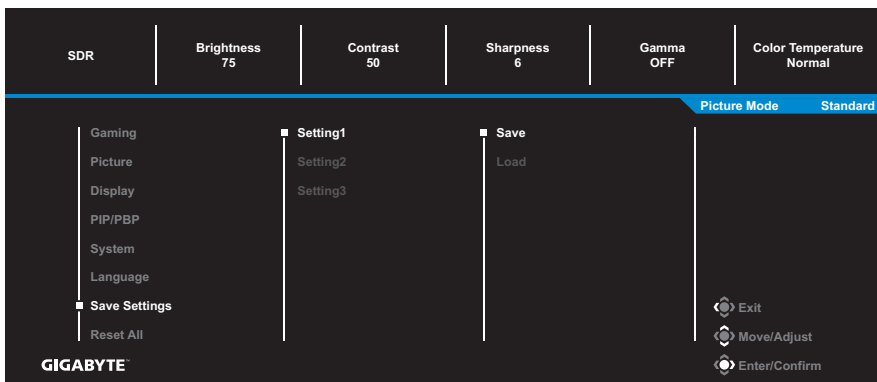 SDR
Brightness
75
Contrast
50
Sharpness
6
Gamma
OFF
Color Temperature
Normal
Picture Mode Standard
Gaming
Picture
Display
PIP/PBP
System
Language
Save Settings
Reset All
Setting1
Setting2
Setting3
Save
Load
Exit
Move/Adjust
Enter/Confirm
GIGABYTE™